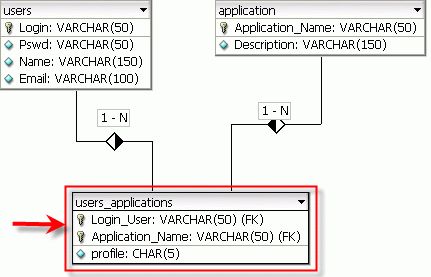 users
Login: VARCHAR(50)
Pswd: VARCHAR(50)
Name: VARCHAR(150)
Email: VARCHAR(100)
application
Application_Name: VARCHAR(50)
Description: VARCHAR(150)
1 - N
1 - N
users_applications
Login_User: VARCHAR(50) (FK)
Application_Name: VARCHAR(50) (FK)
profile: CHAR(5)